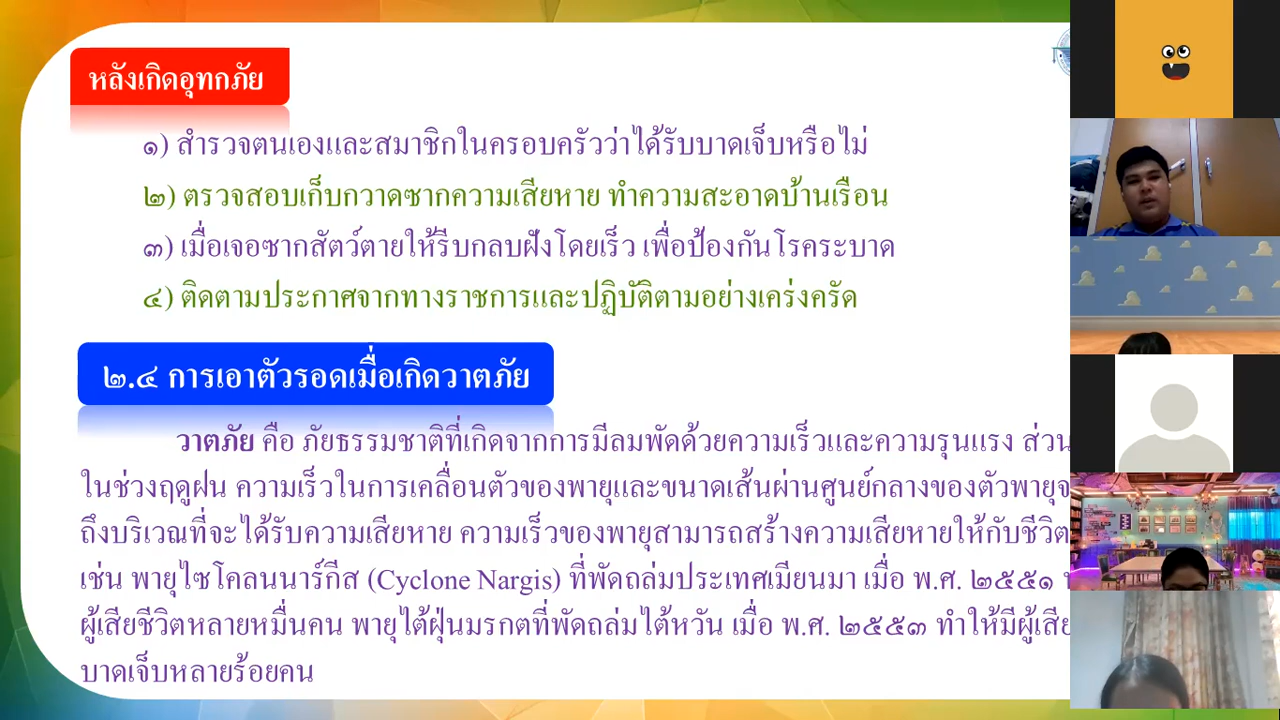 หลังเกิดอุทกภัย
๑) สำรวจตนเองและสมาชิกในครอบครัวว่าได้รับบาดเจ็บหรือไม่
๒) ตรวจสอบเก็บกวาดซากความเสียหาย ทำความสะอาดบ้านเรือน
๓) เมื่อเจอซากสัตว์ตายให้รีบกลบฝังโดยเร็ว เพื่อป้องกันโรคระบาด
๔) ติดตามประกาศจากทางราชการและปฏิบัติตามอย่างเคร่งครัด
๒.๔ การเอาตัวรอดเมื่อเกิดวาตภัย
วาตภัย คือ ภัยธรรมชาติที่เกิดจากการมีลมพัดด้วยความเร็วและความรุนแรง ส่วน
ในช่วงฤดูฝน ความเร็วในการเคลื่อนตัวของพายุและขนาดเส้นผ่านศูนย์กลางของตัวพายุ
ถึงบริเวณที่จะได้รับความเสียหาย ความเร็วของพายุสามารถสร้างความเสียหายให้กับชีวิต
เช่น พายุไซโคลนนาร์กีส (Cyclone Nargis) ที่พัดถล่มประเทศเมียนมา เมื่อ พ.ศ. ๒๕๕๑
ผู้เสียชีวิตหลายหมื่นคน พายุไต้ฝุ่นมรกตที่พัดถล่มไต้หวัน เมื่อ พ.ศ. ๒๕๕๓ ทำให้มีผู้เสีย
บาดเจ็บหลายร้อยคน